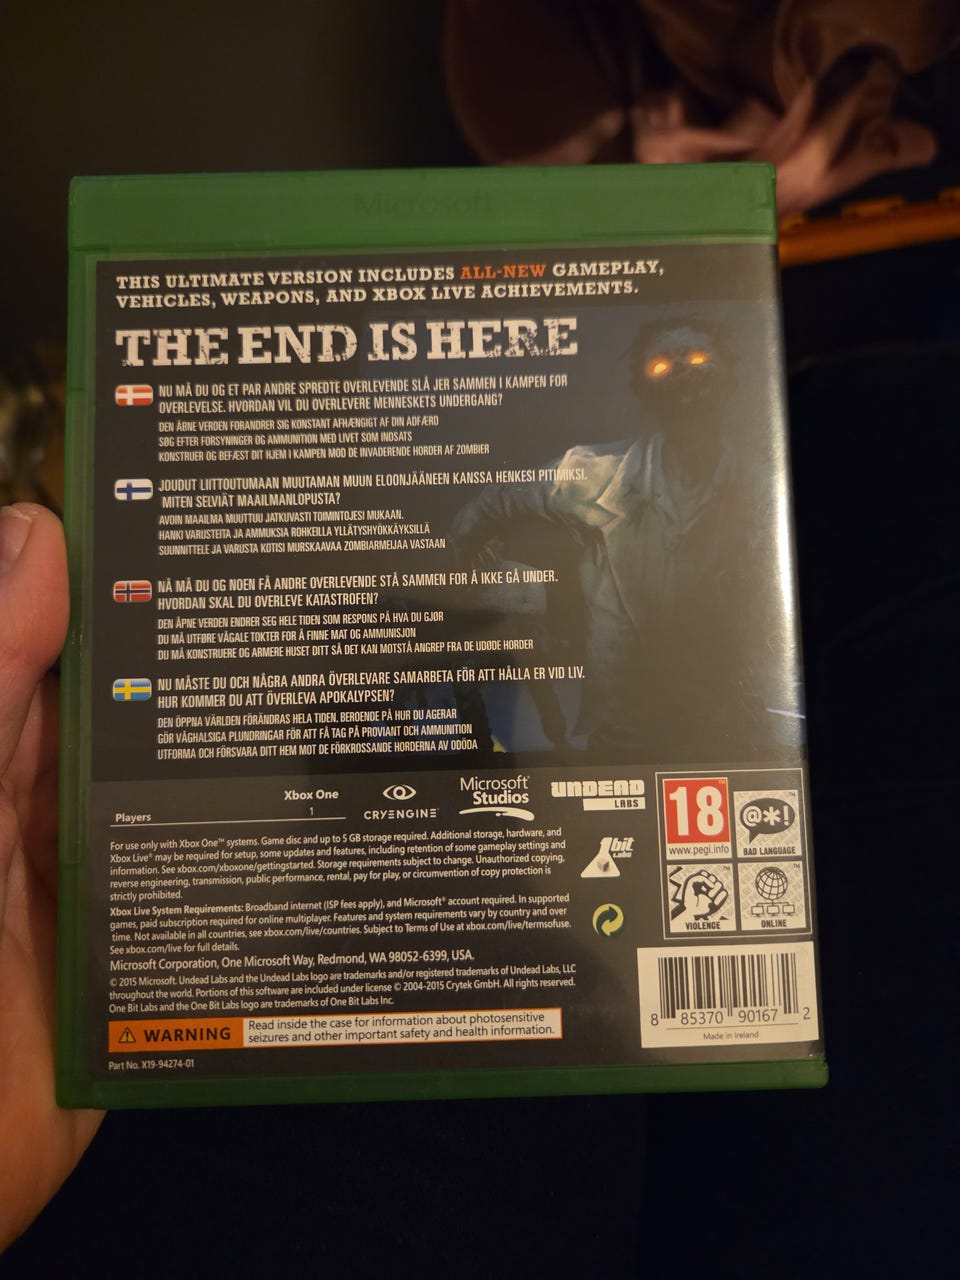 Microsoft
THIS ULTIMATE VERSION INCLUDES ALL-NEW GAMEPLAY,
VEHICLES, WEAPONS, AND XBOX LIVE ACHIEVEMENTS.
THE END IS HERE
NU MÅ DU OG ET PAR ANDRE SPREDTE OVERLEVENDE SLÅ JER SAMMEN I KAMPEN FOR
OVERLEVELSE. HVORDAN VIL DU OVERLEVERE MENNESKETS UNDERGANG?
DEN ÅBNE VERDEN FORANDRER SIG KONSTANT AFHÆNGIGT AF DIN ADFÆRD
SØG EFTER FORSYNINGER OG AMMUNITION MED LIVET SOM INDSATS
KONSTRUER OG BEFÆST DIT HJEM I KAMPEN MOD DE INVADERENDE HORDER AF ZOMBIER
JOUDUT LIITTOUTUMAAN MUUTAMAN MUUN ELOONJÄÄNEEN KANSSA HENKESI PITIMIKSI.
MITEN SELVIÄT MAAILMANLOPUSTA?
AVOIN MAAILMA MUUTTUU JATKUVASTI TOIMINTOJESI MUKAAN.
HANKI VARUSTEITA JA AMMUKSIA ROHKEILLA YLLÄTYSHYÖKKÄYKSILLÄ
SUUNNITTELE JA VARUSTA KOTISI MURSKAAVAA ZOMBIARMEIJAA VASTAAN
NÅ MÅ DU OG NOEN FÅ ANDRE OVERLEVENDE STÅ SAMMEN FOR Å IKKE GÅ UNDER.
HVORDAN SKAL DU OVERLEVE KATASTROFEN?
DEN ÅPNE VERDEN ENDRER SEG HELE TIDEN SOM RESPONS PÅ HVA DU GJØR
DU MÅ UTFØRE VÅGALE TOKTER FOR Å FINNE MAT OG AMMUNISJON
DU MÅ KONSTRUERE OG ARMERE HUSET DITT SÅ DET KAN MOTSTÅ ANGREP FRA DE UDØDE HORDER
NU MÅSTE DU OCH NÅGRA ANDRA ÖVERLEVARE SAMARBETA FÖR ATT HÅLLA ER VID LIV.
HUR KOMMER DU ATT ÖVERLEVA APOKALYPSEN?
DEN ÖPPNA VÄRLDEN FÖRÄNDRAS HELA TIDEN, BEROENDE PÅ HUR DU AGERAR
GÖR VÅGHALSIGA PLUNDRINGAR FÖR ATT FÅ TAG PÅ PROVIANT OCH AMMUNITION
UTFORMA OCH FÖRSVARA DITT HEM MOT DE FÖRKROSSANDE HORDERNA AV ODÖDA
Xbox One
Players 1
CRYENGINE®
Microsoft Studios
UNDEAD LABS
1bit Labs
For use only with Xbox One™ systems. Game disc and up to 5 GB storage required. Additional storage, hardware, and
Xbox Live® may be required for setup, some updates and features, including retention of some gameplay settings and
information. See xbox.com/xboxone/gettingstarted. Storage requirements subject to change. Unauthorized copying,
reverse engineering, transmission, public performance, rental, pay for play, or circumvention of copy protection is
strictly prohibited.
Xbox Live System Requirements: Broadband internet (ISP fees apply), and Microsoft® account required. In supported
games, paid subscription required for online multiplayer. Features and system requirements vary by country and over
time. Not available in all countries, see xbox.com/live/countries. Subject to Terms of Use at xbox.com/live/termsofuse.
See xbox.com/live for full details.
Microsoft Corporation, One Microsoft Way, Redmond, WA 98052-6399, USA.
© 2015 Microsoft. Undead Labs and the Undead Labs logo are trademarks and/or registered trademarks of Undead Labs, LLC
throughout the world. Portions of this software are included under license © 2004-2015 Crytek GmbH. All rights reserved.
One Bit Labs and the One Bit Labs logo are trademarks of One Bit Labs Inc.
WARNING
Read inside the case for information about photosensitive
seizures and other important safety and health information.
Part No. X19-94274-01
18
www.pegi.info
@*!
BAD LANGUAGE
VIOLENCE
ONLINE
8 85370 90167 2
Made in Ireland